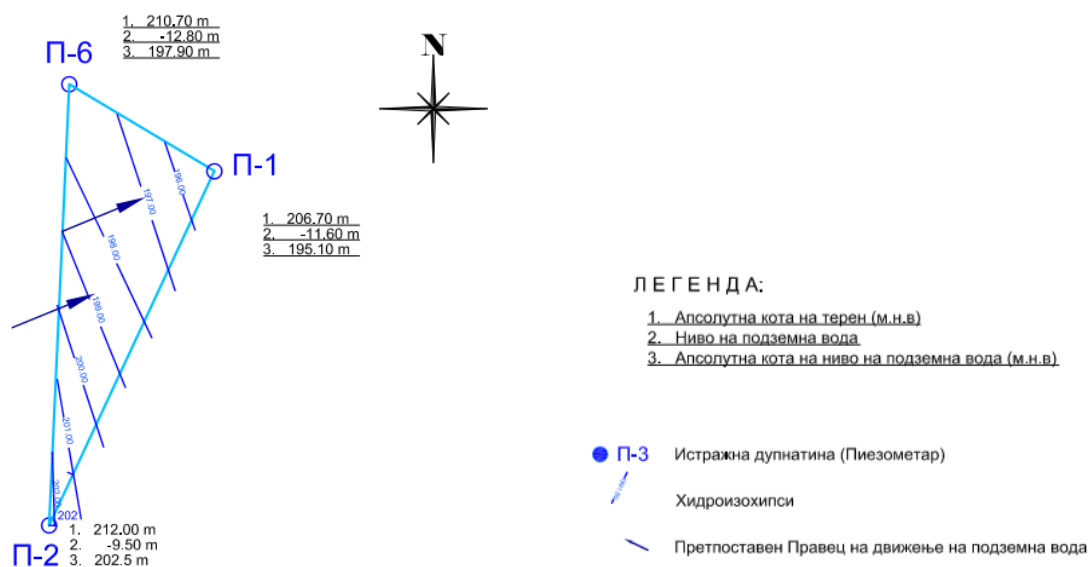 1. 210.70 m
2. -12.80 m
3. 197.90 m
П-6
N
П-1
196.00
197.00
1. 206.70 m
2. -11.60 m
3. 195.10 m
198.00
199.00
200.00
201.00
202.00
202
1. 212.00 m
2. -9.50 m
3. 202.5 m
П-2
Л Е Г Е Н Д А:
1. Апсолутна кота на терен (м.н.в)
2. Ниво на подземна вода
3. Апсолутна кота на ниво на подземна вода (м.н.в)
П-3 Истражна дупнатина (Пиезометар)
Хидроизохипси
Претпоставен Правец на движење на подземна вода